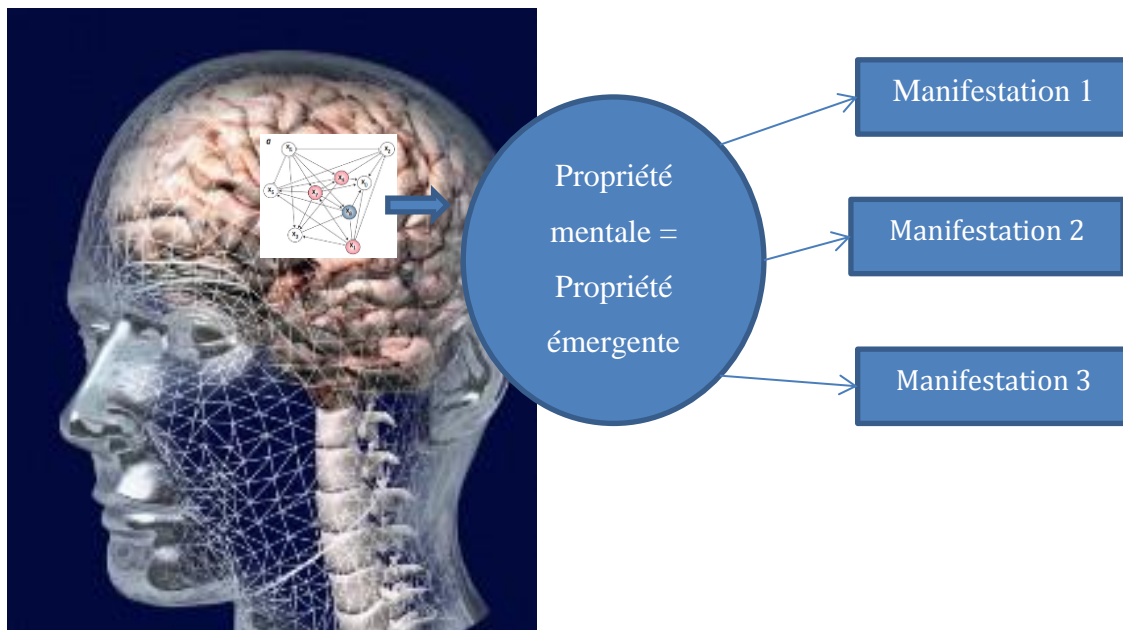 Manifestation 1
Propriété
mentale =
Propriété
émergente
Manifestation 2
Manifestation 3